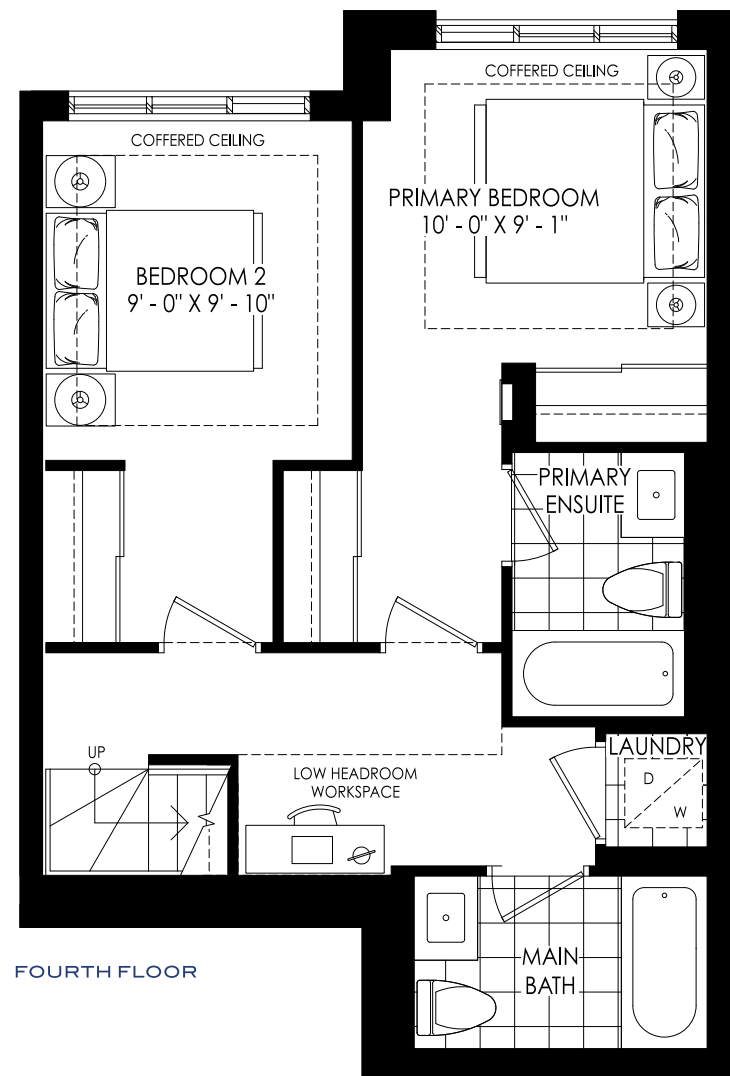 COFFERED CEILING
COFFERED CEILING
PRIMARY BEDROOM
10' - 0" X 9' - 1"
BEDROOM 2
9' - 0" X 9' - 10"
PRIMARY
ENSUITE
UP
LOW HEADROOM
WORKSPACE
LAUNDRY
D
W
MAIN
BATH
FOURTH FLOOR